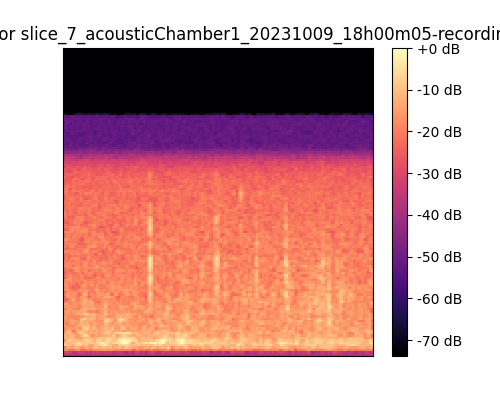 or slice_7_acousticChamber1_20231009_18h00m05-recordin
+0 dB
-10 dB
-20 dB
-30 dB
-40 dB
-50 dB
-60 dB
-70 dB